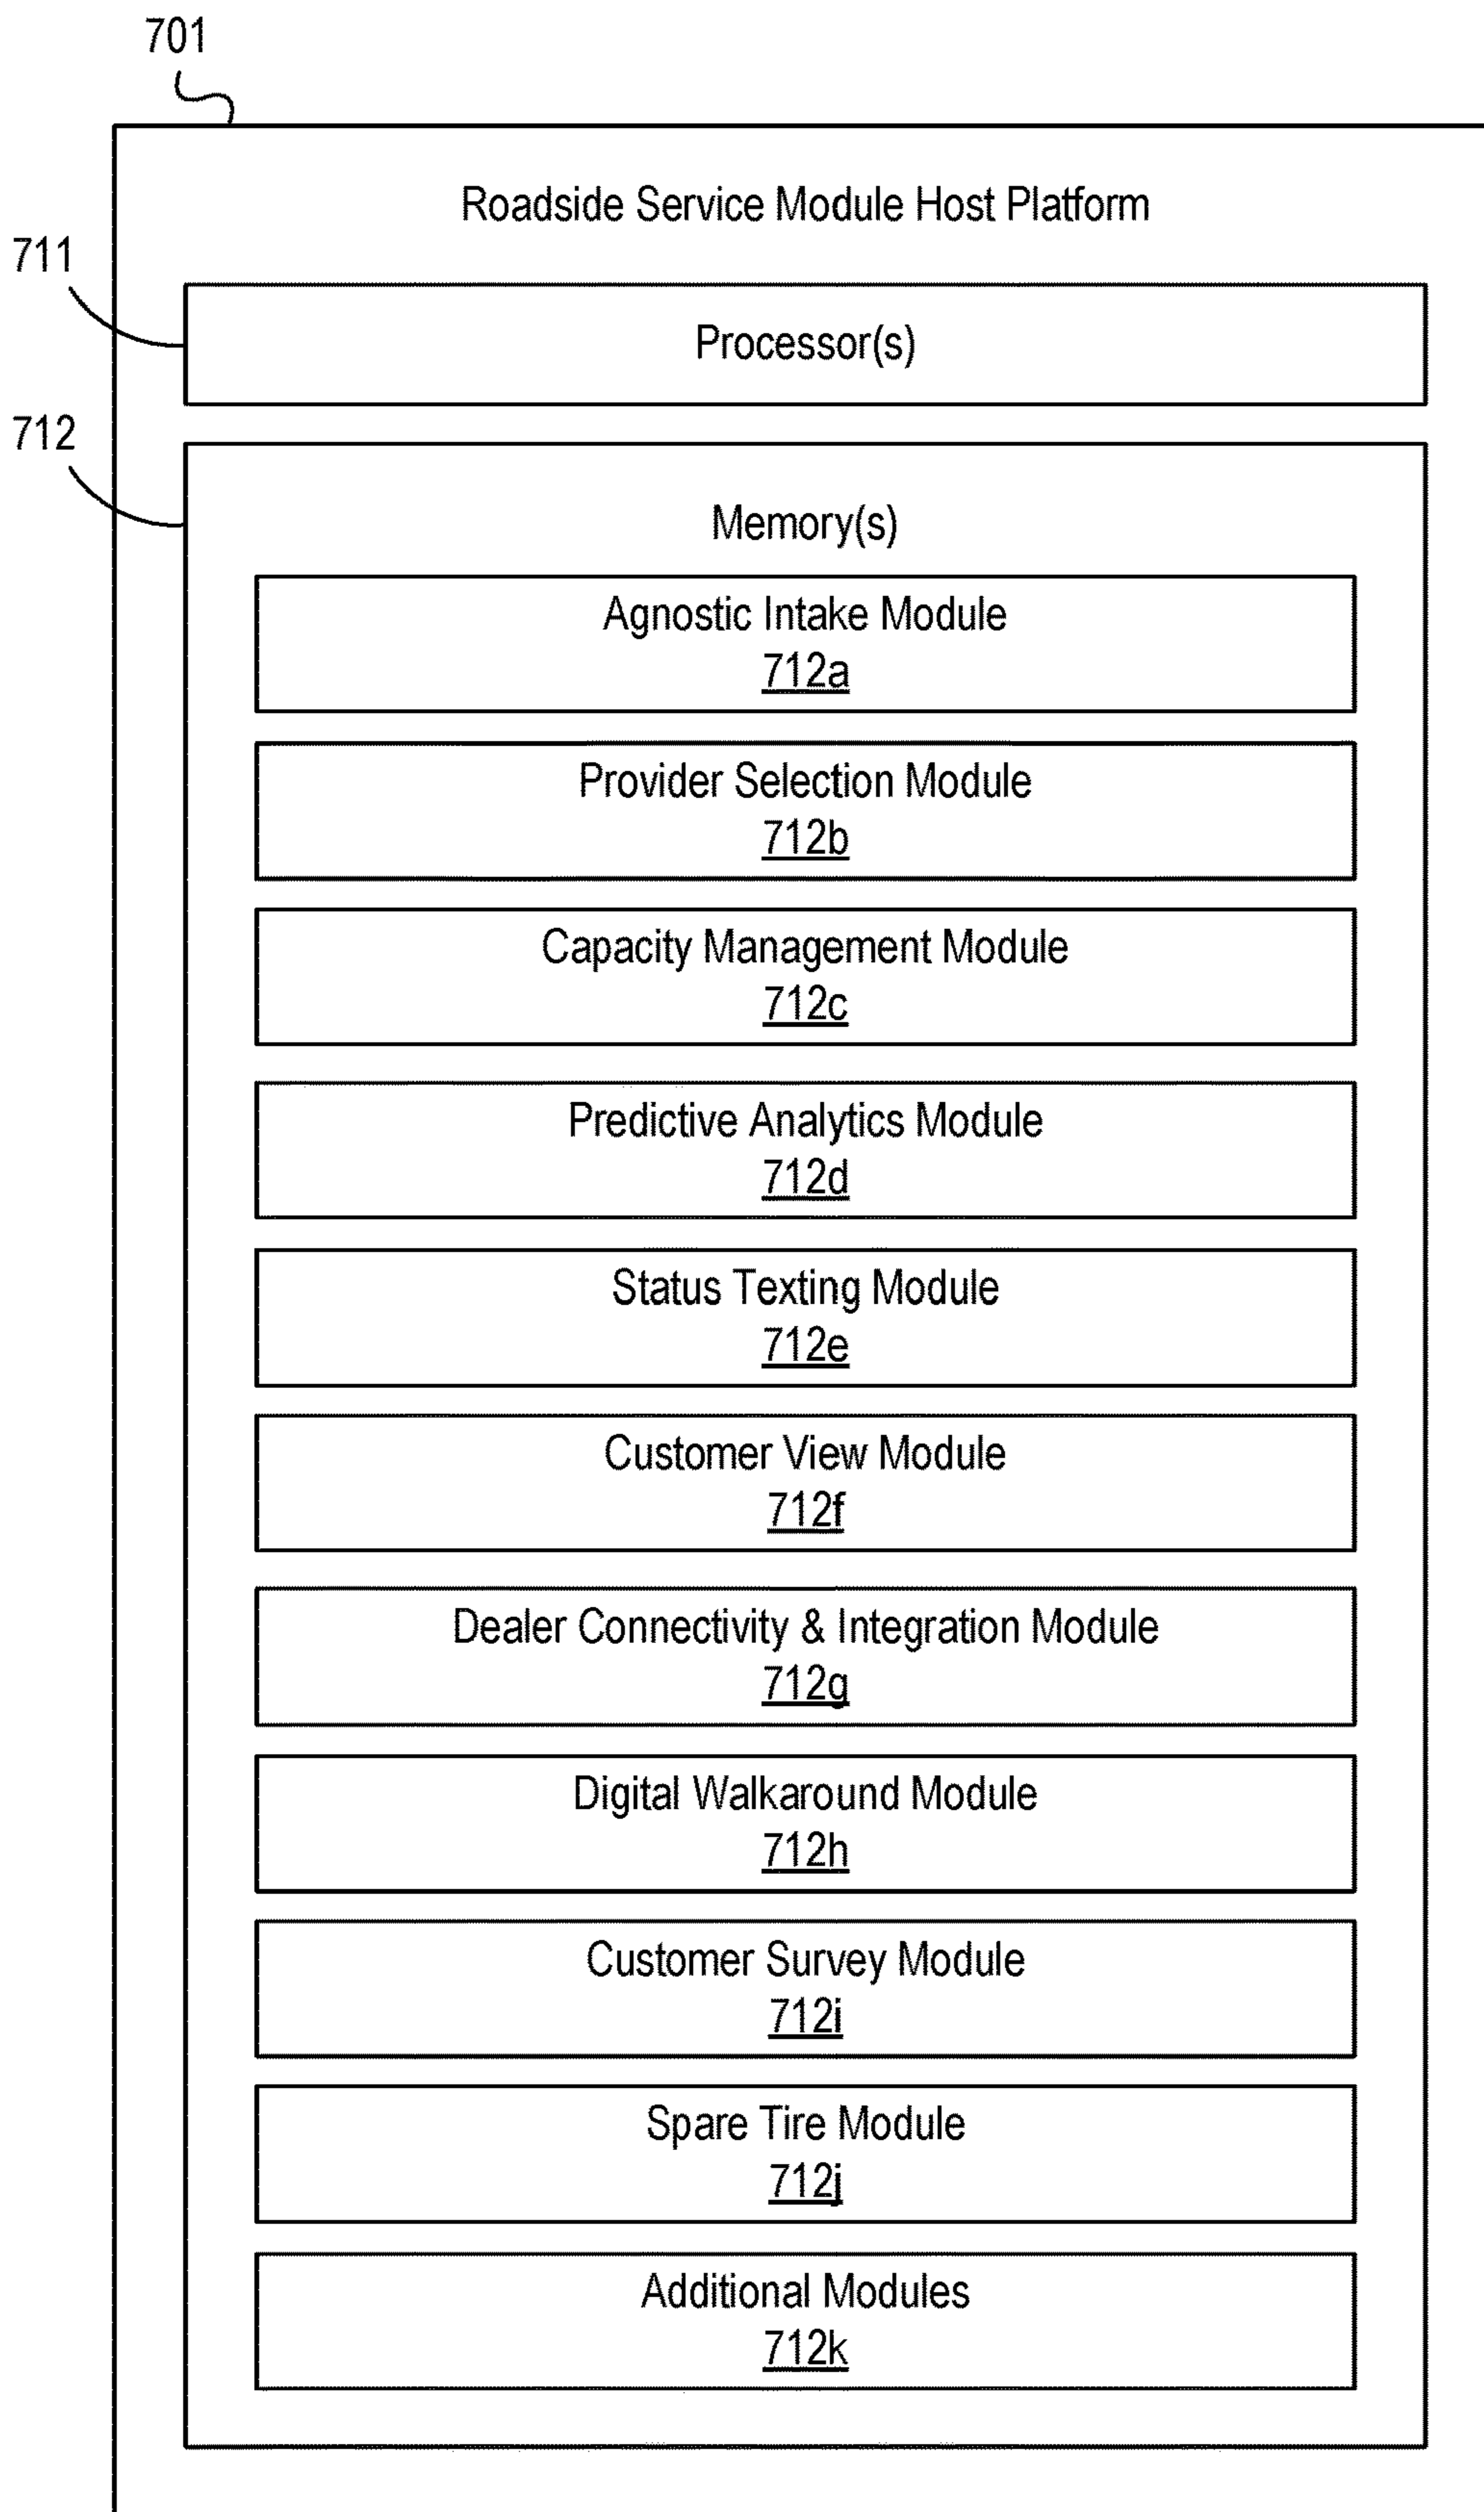 701
Roadside Service Module Host Platform
711
Processor(s)
712
Memory(s)
Agnostic Intake Module
712a
Provider Selection Module
712b
Capacity Management Module
712c
Predictive Analytics Module
712d
Status Texting Module
712e
Customer View Module
712f
Dealer Connectivity & Integration Module
712g
Digital Walkaround Module
712h
Customer Survey Module
712i
Spare Tire Module
712j
Additional Modules
712k